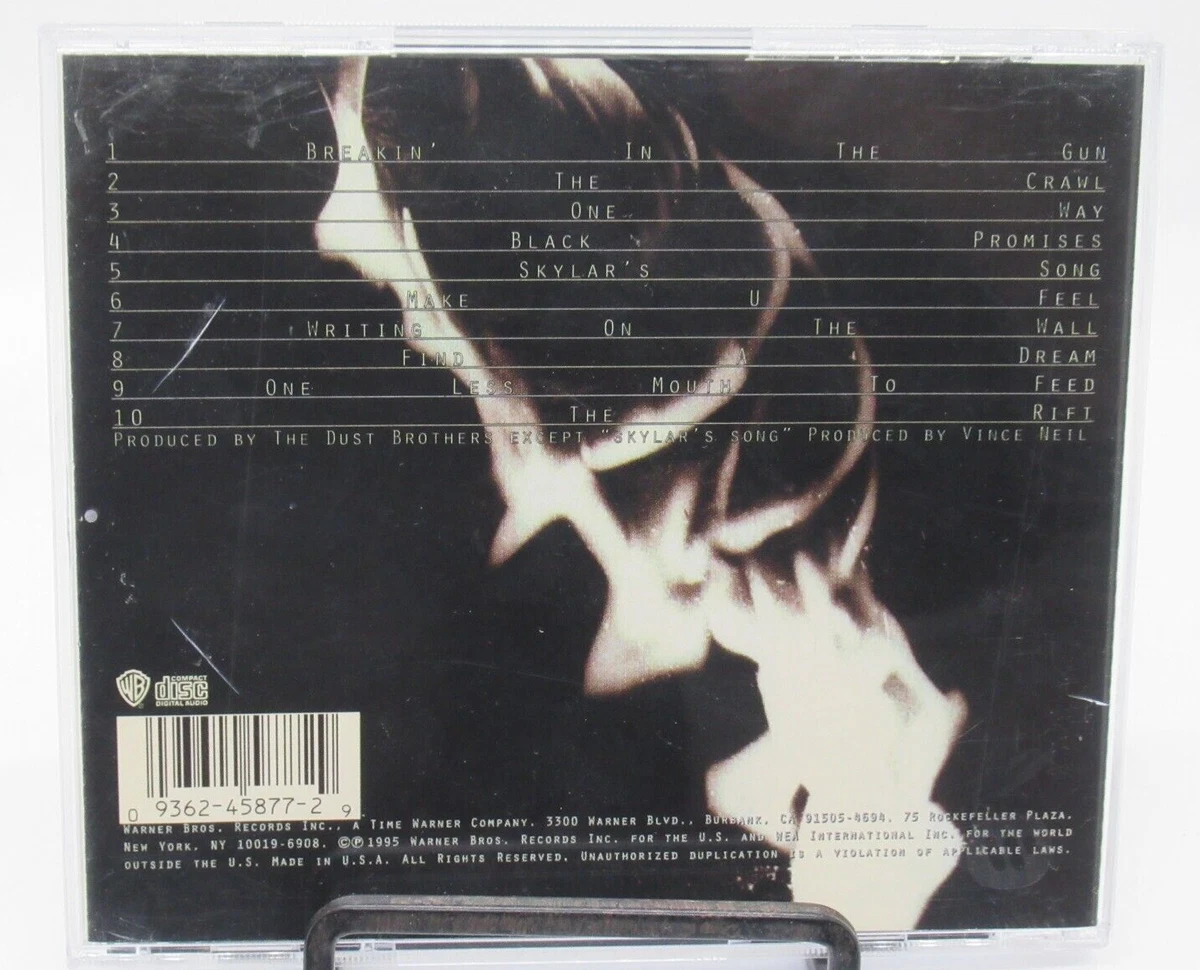 1 BREAKIN' IN THE GUN
2 THE CRAWL
3 ONE WAY
4 BLACK PROMISES
5 SKYLAR'S SONG
6 MAKE U FEEL
7 WRITING ON THE WALL
8 FIND A DREAM
9 ONE LESS MOUTH TO FEED
10 THE RIFT
PRODUCED BY THE DUST BROTHERS EXCEPT "SKYLAR'S SONG" PRODUCED BY VINCE NEIL
WB COMPACT disc DIGITAL AUDIO
0 9362-45877-2 9
WARNER BROS. RECORDS INC., A TIME WARNER COMPANY. 3300 WARNER BLVD., BURBANK, CA 91505-4694. 75 ROCKEFELLER PLAZA.
NEW YORK. NY 10019-6908. ©℗1995 WARNER BROS. RECORDS INC. FOR THE U.S. AND WEA INTERNATIONAL INC. FOR THE WORLD
OUTSIDE THE U.S. MADE IN U.S.A. ALL RIGHTS RESERVED. UNAUTHORIZED DUPLICATION IS A VIOLATION OF APPLICABLE LAWS.